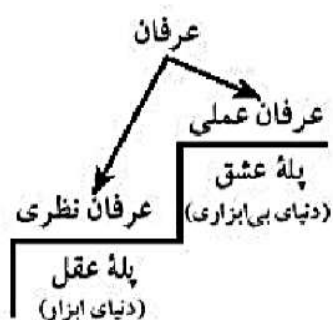 عرفان
عرفان عملی
پلهٔ عشق
(دنیای بی‌ابزاری)
عرفان نظری
پلهٔ عقل
(دنیای ابزار)